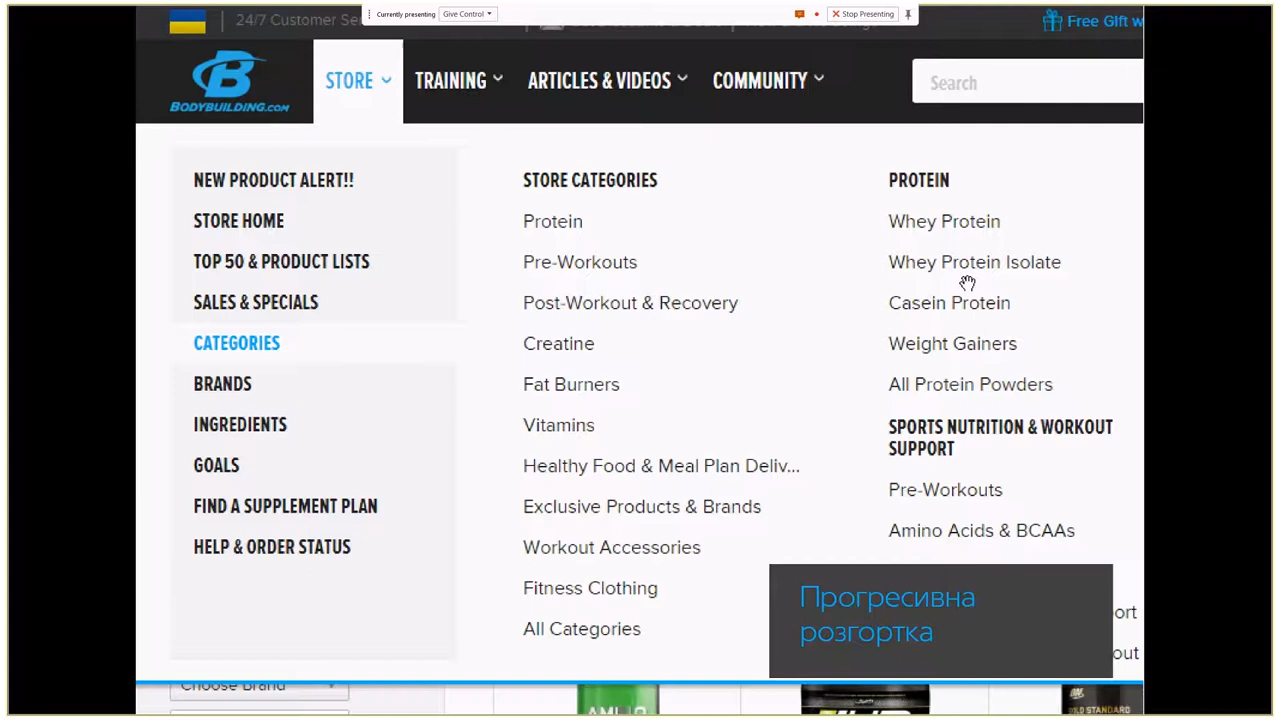 24/7 Customer Ser
Currently presenting
Give Control
Stop Presenting
Free Gift w
BODYBUILDING.COM
STORE
TRAINING
ARTICLES & VIDEOS
COMMUNITY
Search
NEW PRODUCT ALERT!!
STORE HOME
TOP 50 & PRODUCT LISTS
SALES & SPECIALS
CATEGORIES
BRANDS
INGREDIENTS
GOALS
FIND A SUPPLEMENT PLAN
HELP & ORDER STATUS
STORE CATEGORIES
Protein
Pre-Workouts
Post-Workout & Recovery
Creatine
Fat Burners
Vitamins
Healthy Food & Meal Plan Deliv...
Exclusive Products & Brands
Workout Accessories
Fitness Clothing
All Categories
PROTEIN
Whey Protein
Whey Protein Isolate
Casein Protein
Weight Gainers
All Protein Powders
SPORTS NUTRITION & WORKOUT
SUPPORT
Pre-Workouts
Amino Acids & BCAAs
port
out
Прогресивна
розгортка
Choose Brand